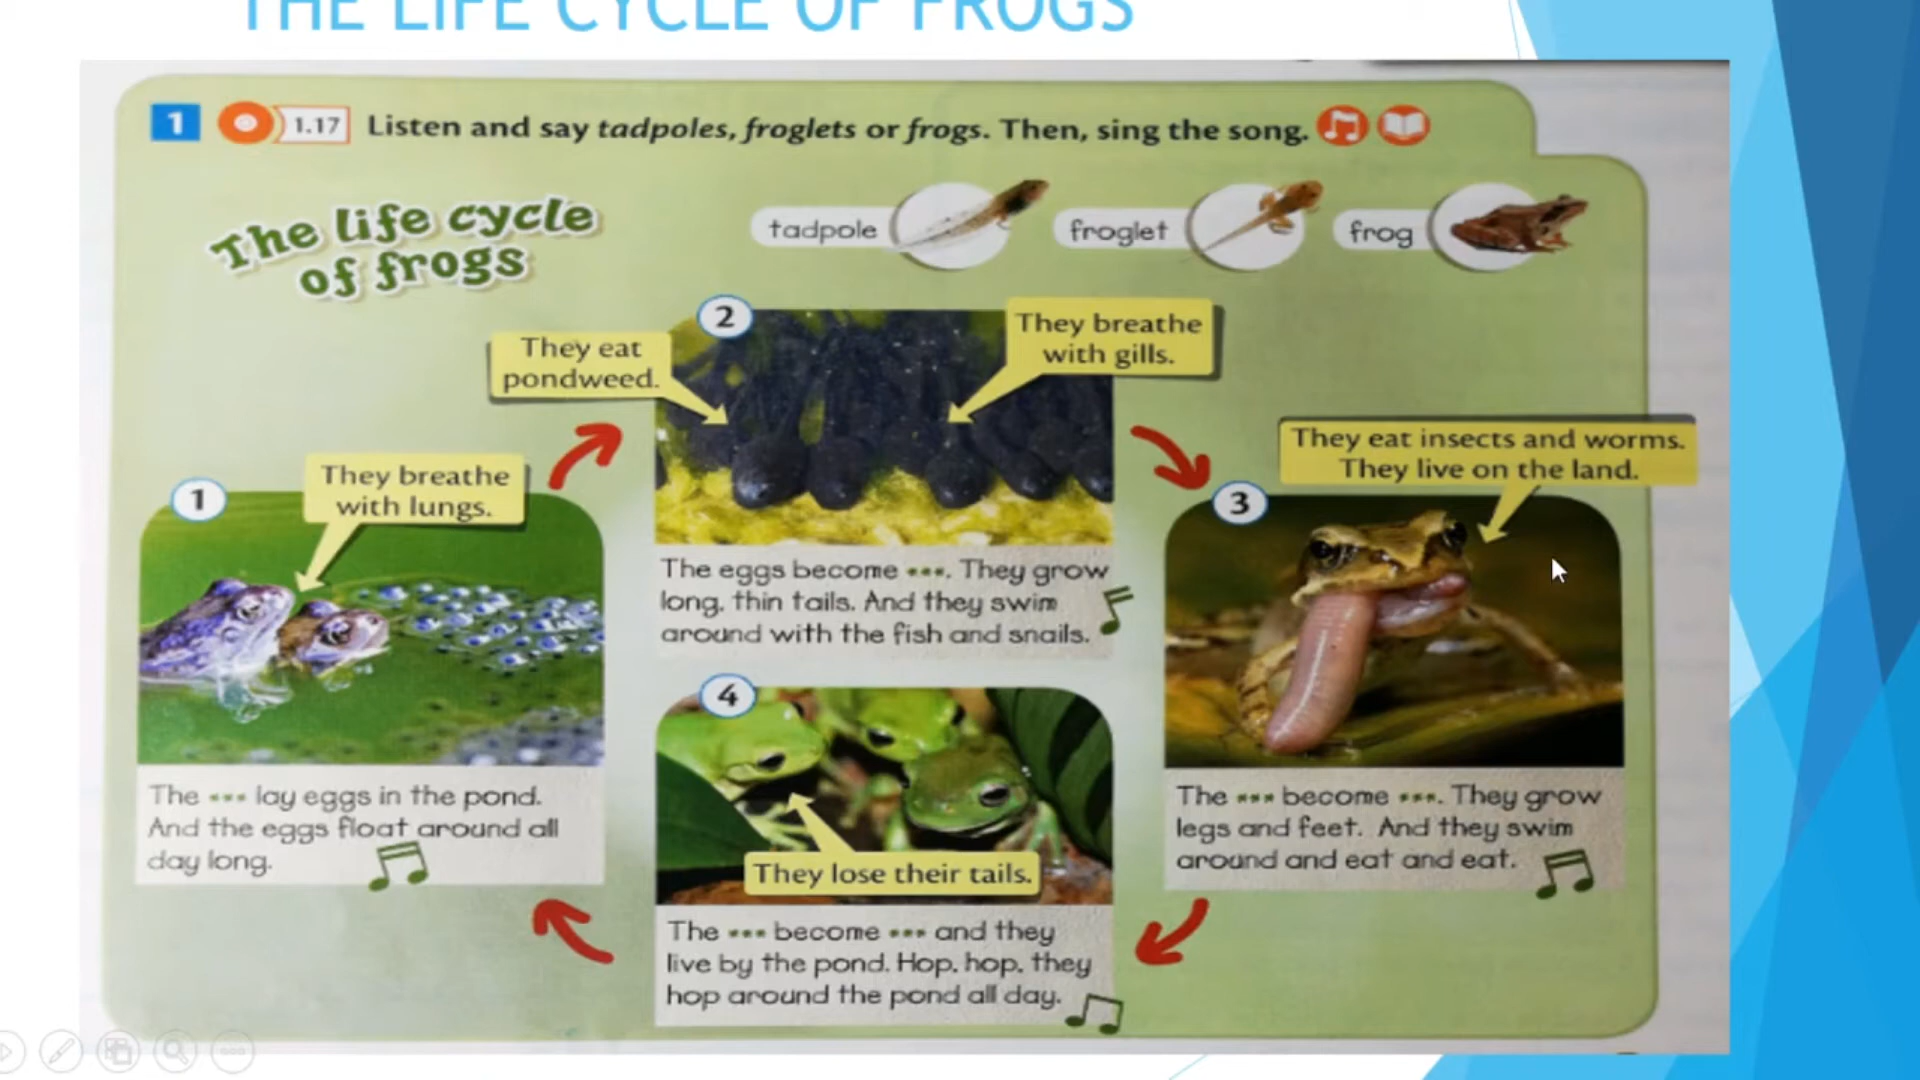 THE LIFE CYCLE OF FROGS
1 1.17 Listen and say tadpoles, froglets or frogs. Then, sing the song.
The life cycle
of frogs
tadpole
froglet
frog
1
They breathe
with lungs.
The *** lay eggs in the pond.
And the eggs float around all
day long.
2
They eat
pondweed.
They breathe
with gills.
The eggs become ***. They grow
long, thin tails. And they swim
around with the fish and snails.
3
They eat insects and worms.
They live on the land.
The *** become ***. They grow
legs and feet. And they swim
around and eat and eat.
4
They lose their tails.
The *** become *** and they
live by the pond. Hop, hop, they
hop around the pond all day.